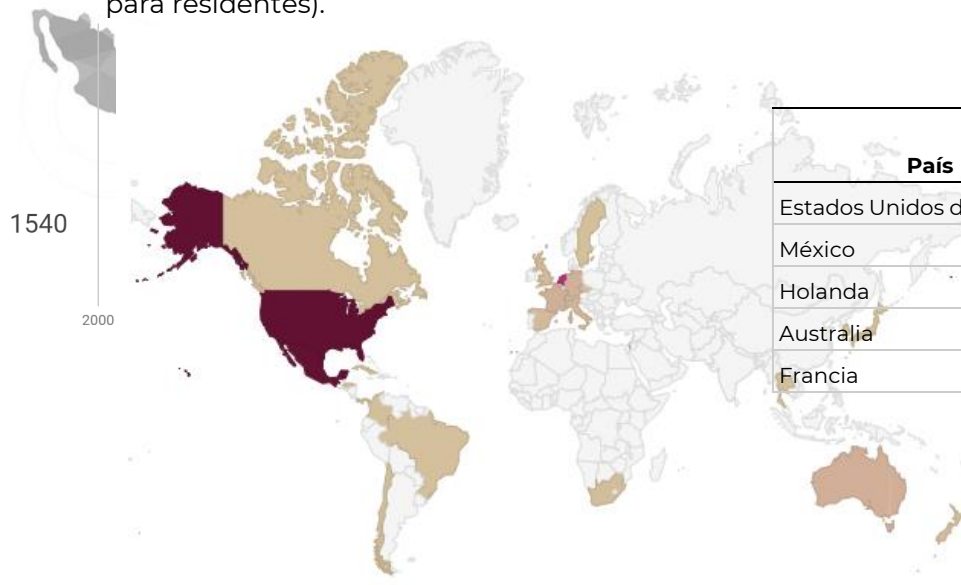 para residentes).
1540
2000
País
Estados Unidos d
México
Holanda
Australia
Francia